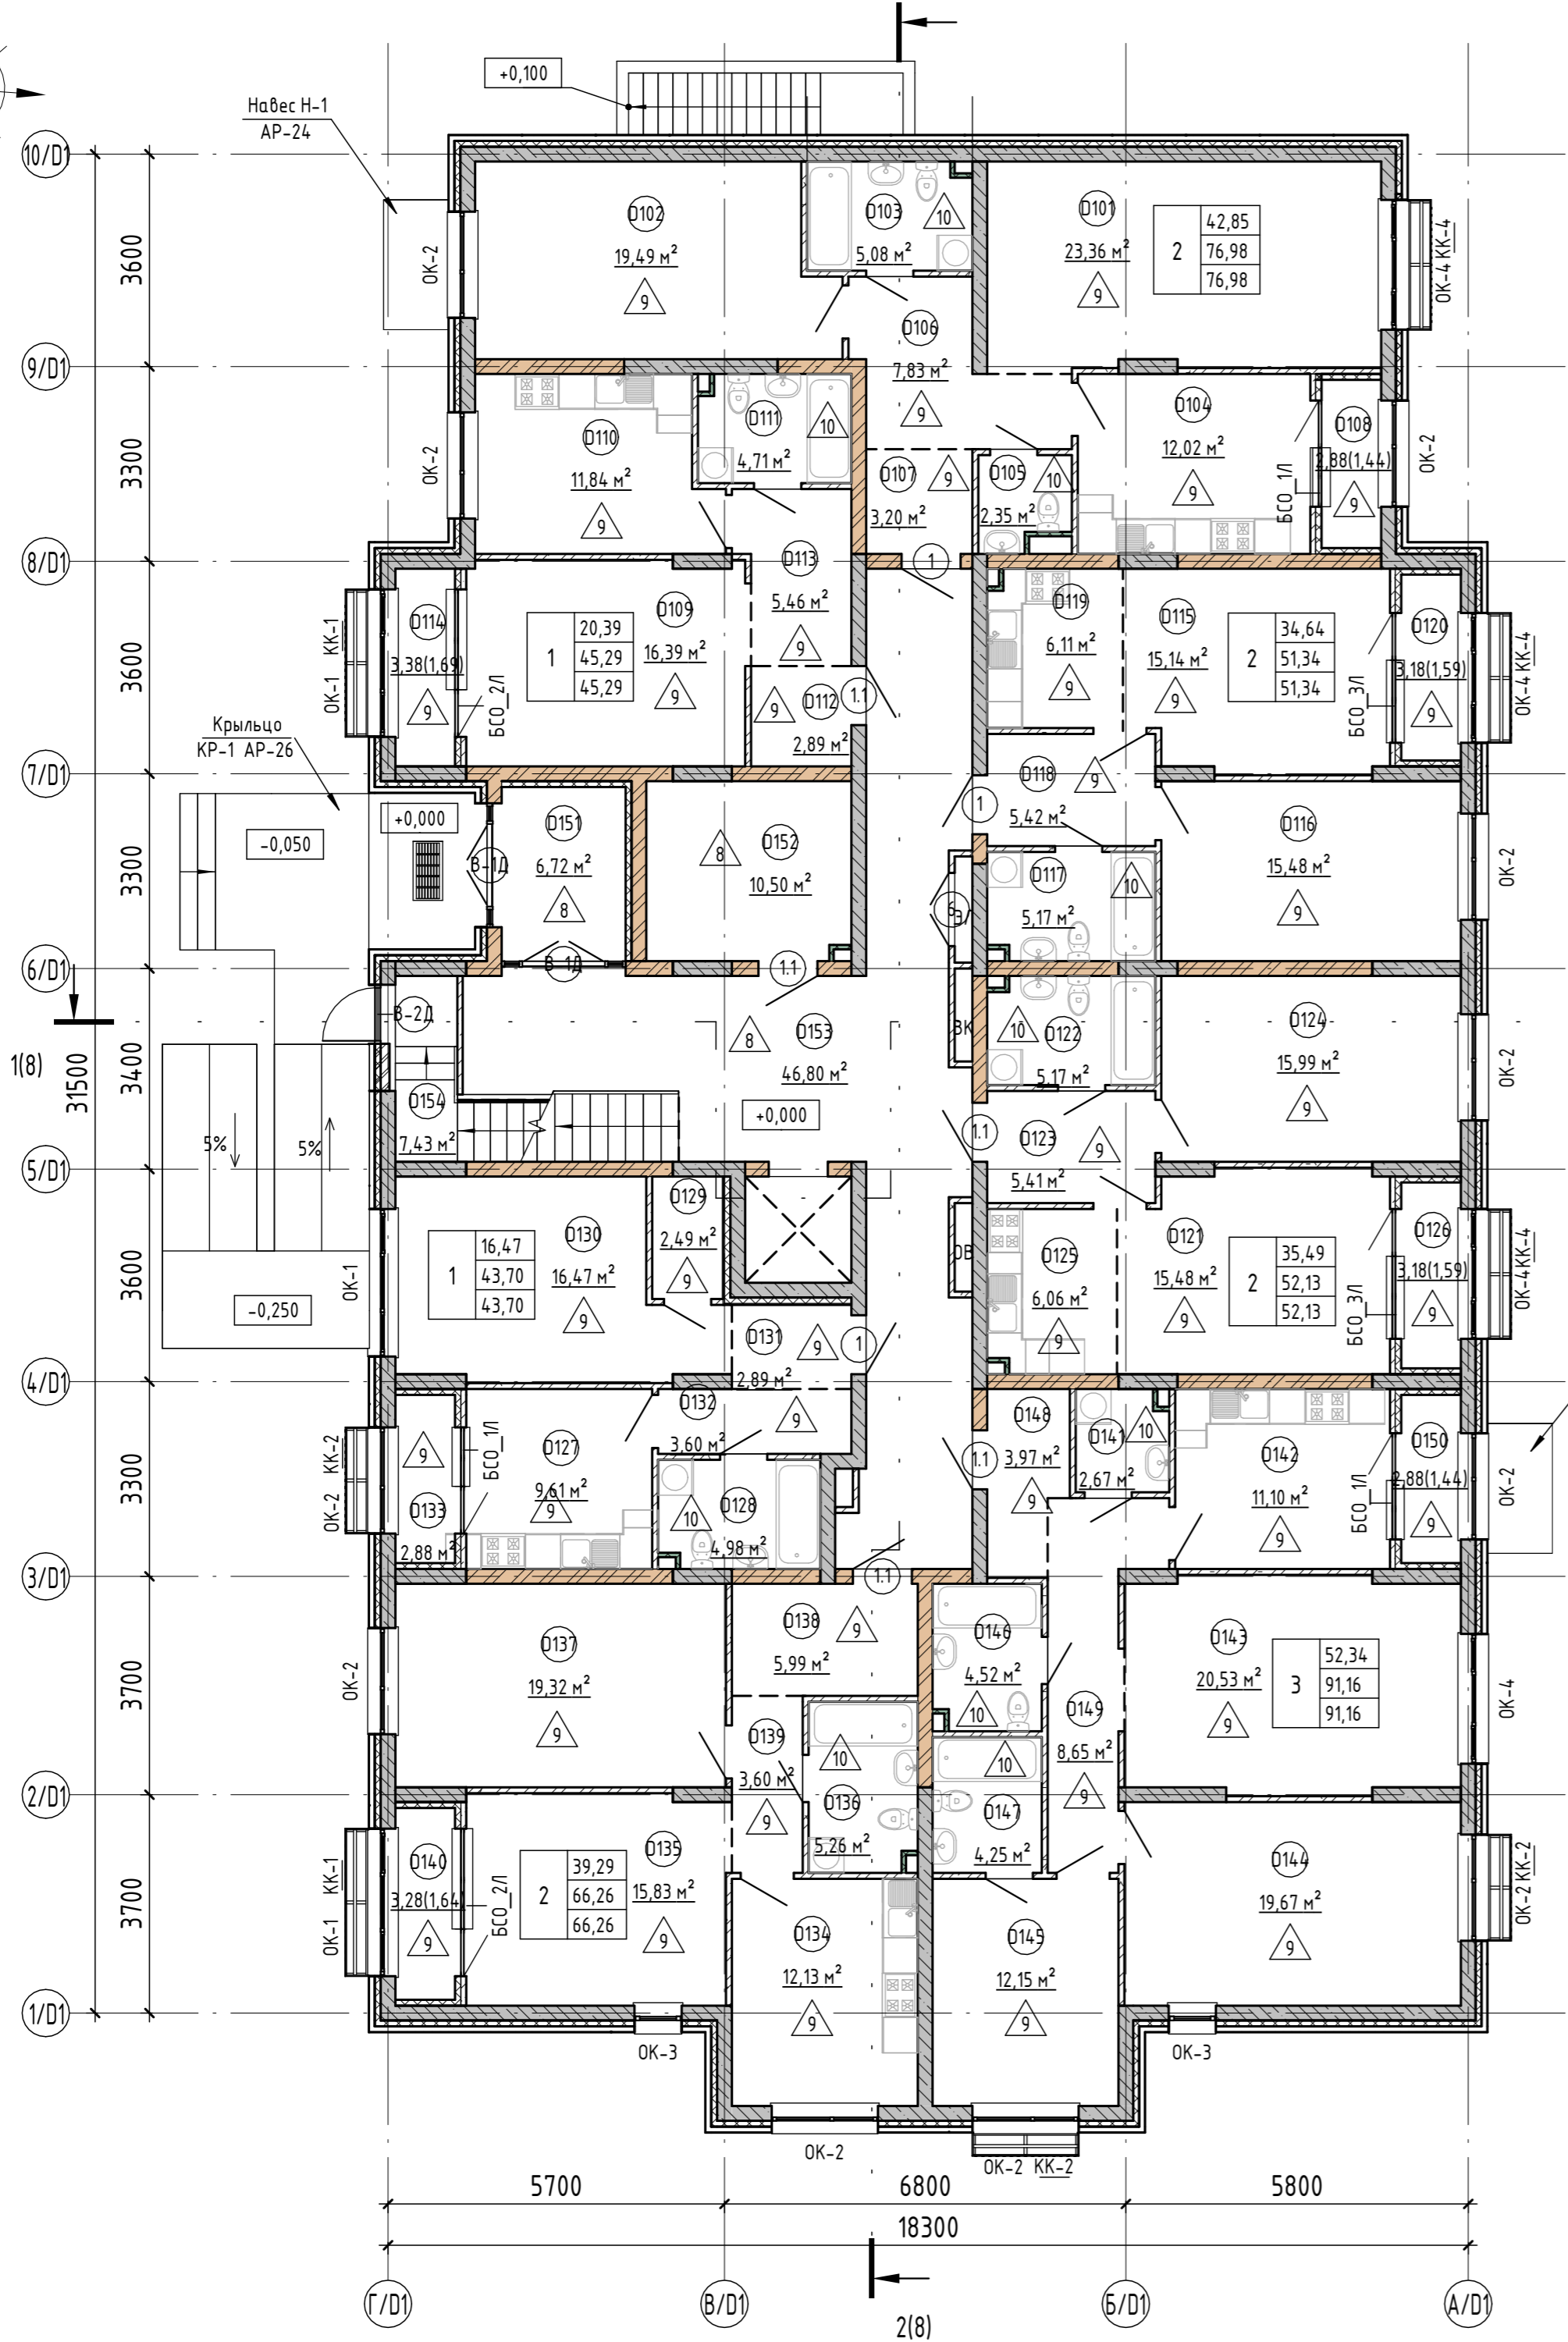 +0,100
Навес Н-1
АР-24
10/D1
D102
19,49 м²
9
D103
5,08 м²
10
D101
23,36 м²
9
2
42,85
76,98
76,98
ОК-2
ОК-4 КК-4
3600
D106
7,83 м²
9
9/D1
D110
11,84 м²
9
D111
4,71 м²
10
D107
3,20 м²
9
D105
2,35 м²
10
D104
12,02 м²
9
D108
2,88(1,44)
9
БСО_1Л
ОК-2
ОК-2
3300
8/D1
D113
5,46 м²
9
1
D114
3,38(1,69)
9
БСО_2Л
1
20,39
45,29
45,29
D109
16,39 м²
9
D112
2,89 м²
9
1.1
D119
6,11 м²
9
D115
15,14 м²
9
2
34,64
51,34
51,34
D120
3,18(1,59)
9
БСО_3Л
ОК-1 КК-1
ОК-4 КК-4
3600
Крыльцо
КР-1 АР-26
7/D1
-0,050
+0,000
В-1Д
D151
6,72 м²
8
D152
10,50 м²
8
D118
5,42 м²
9
1
D116
15,48 м²
9
D117
5,17 м²
10
6
ОК-2
3300
6/D1
В-1Д
1.1
1(8)
31500
3400
В-2Д
D154
7,43 м²
5%
5%
D153
46,80 м²
8
+0,000
D122
5,17 м²
10
D124
15,99 м²
9
ОК-2
1.1
D123
5,41 м²
9
5/D1
-0,250
ОК-1
1
16,47
43,70
43,70
D130
16,47 м²
9
D129
2,49 м²
9
ОВ
D125
6,06 м²
9
D121
15,48 м²
9
2
35,49
52,13
52,13
D126
3,18(1,59)
9
БСО_3Л
ОК-4 КК-4
3600
D131
2,89 м²
9
1
4/D1
D132
3,60 м²
9
D133
2,88 м²
9
БСО_1Л
D127
9,61 м²
9
D128
4,98 м²
10
1.1
D148
3,97 м²
9
D141
2,67 м²
10
D142
11,10 м²
9
D150
2,88(1,44)
9
БСО_1Л
ОК-2 КК-2
ОК-2
3300
3/D1
1.1
D137
19,32 м²
9
D138
5,99 м²
9
D146
4,52 м²
10
D143
20,53 м²
9
3
52,34
91,16
91,16
ОК-2
ОК-4
3700
D139
3,60 м²
9
D149
8,65 м²
9
2/D1
D136
5,26 м²
10
D147
4,25 м²
10
D140
3,28(1,64)
9
БСО_2Л
2
39,29
66,26
66,26
D135
15,83 м²
9
D144
19,67 м²
9
ОК-1 КК-1
ОК-2 КК-2
3700
D134
12,13 м²
9
D145
12,15 м²
9
1/D1
ОК-3
ОК-3
ОК-2
ОК-2 КК-2
5700
6800
5800
18300
Г/D1
В/D1
Б/D1
А/D1
2(8)